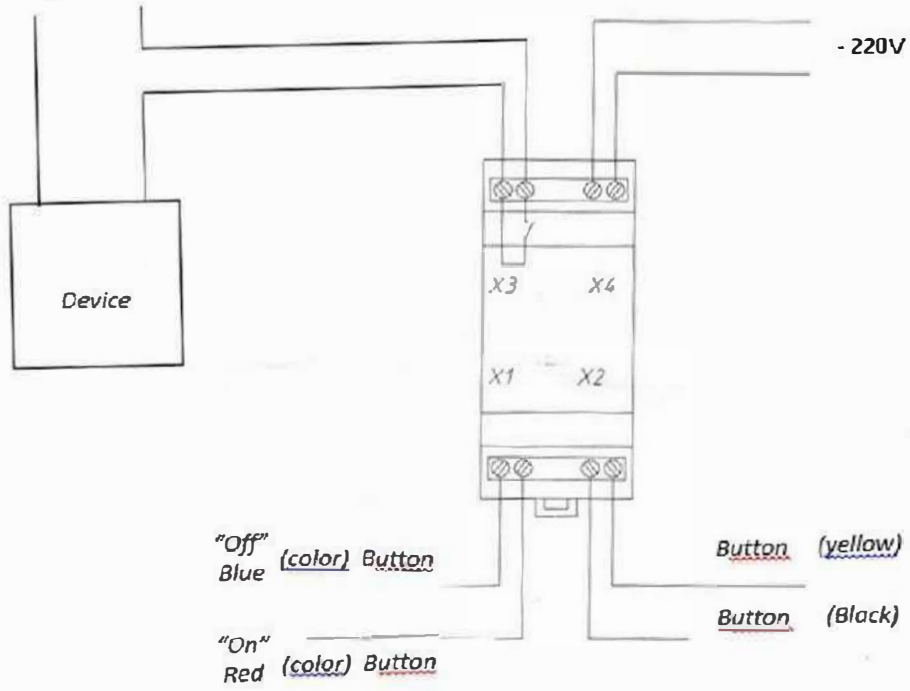 - 220V
Device
X3 X4
X1 X2
"Off"
Blue (color) Button
Button (yellow)
"On"
Red (color) Button
Button (Black)